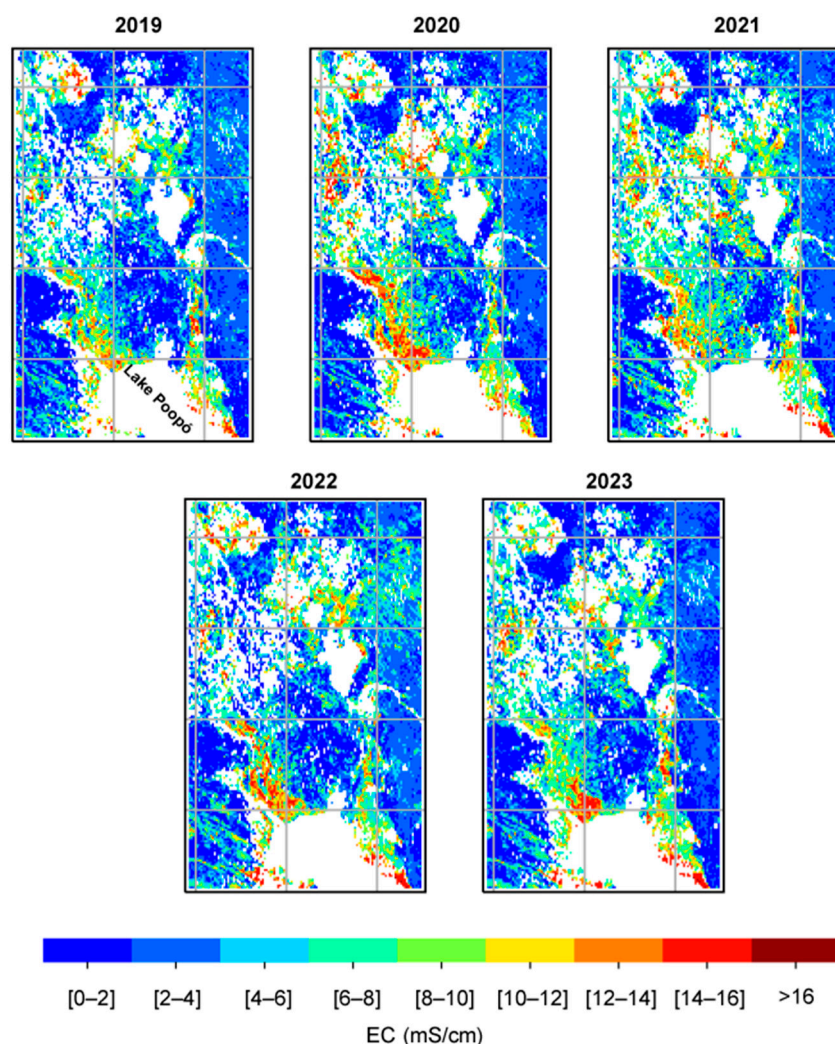 2019 2020 2021
Lake Poopó
2022 2023
[0–2] [2–4] [4–6] [6–8] [8–10] [10–12] [12–14] [14–16] >16
EC (mS/cm)